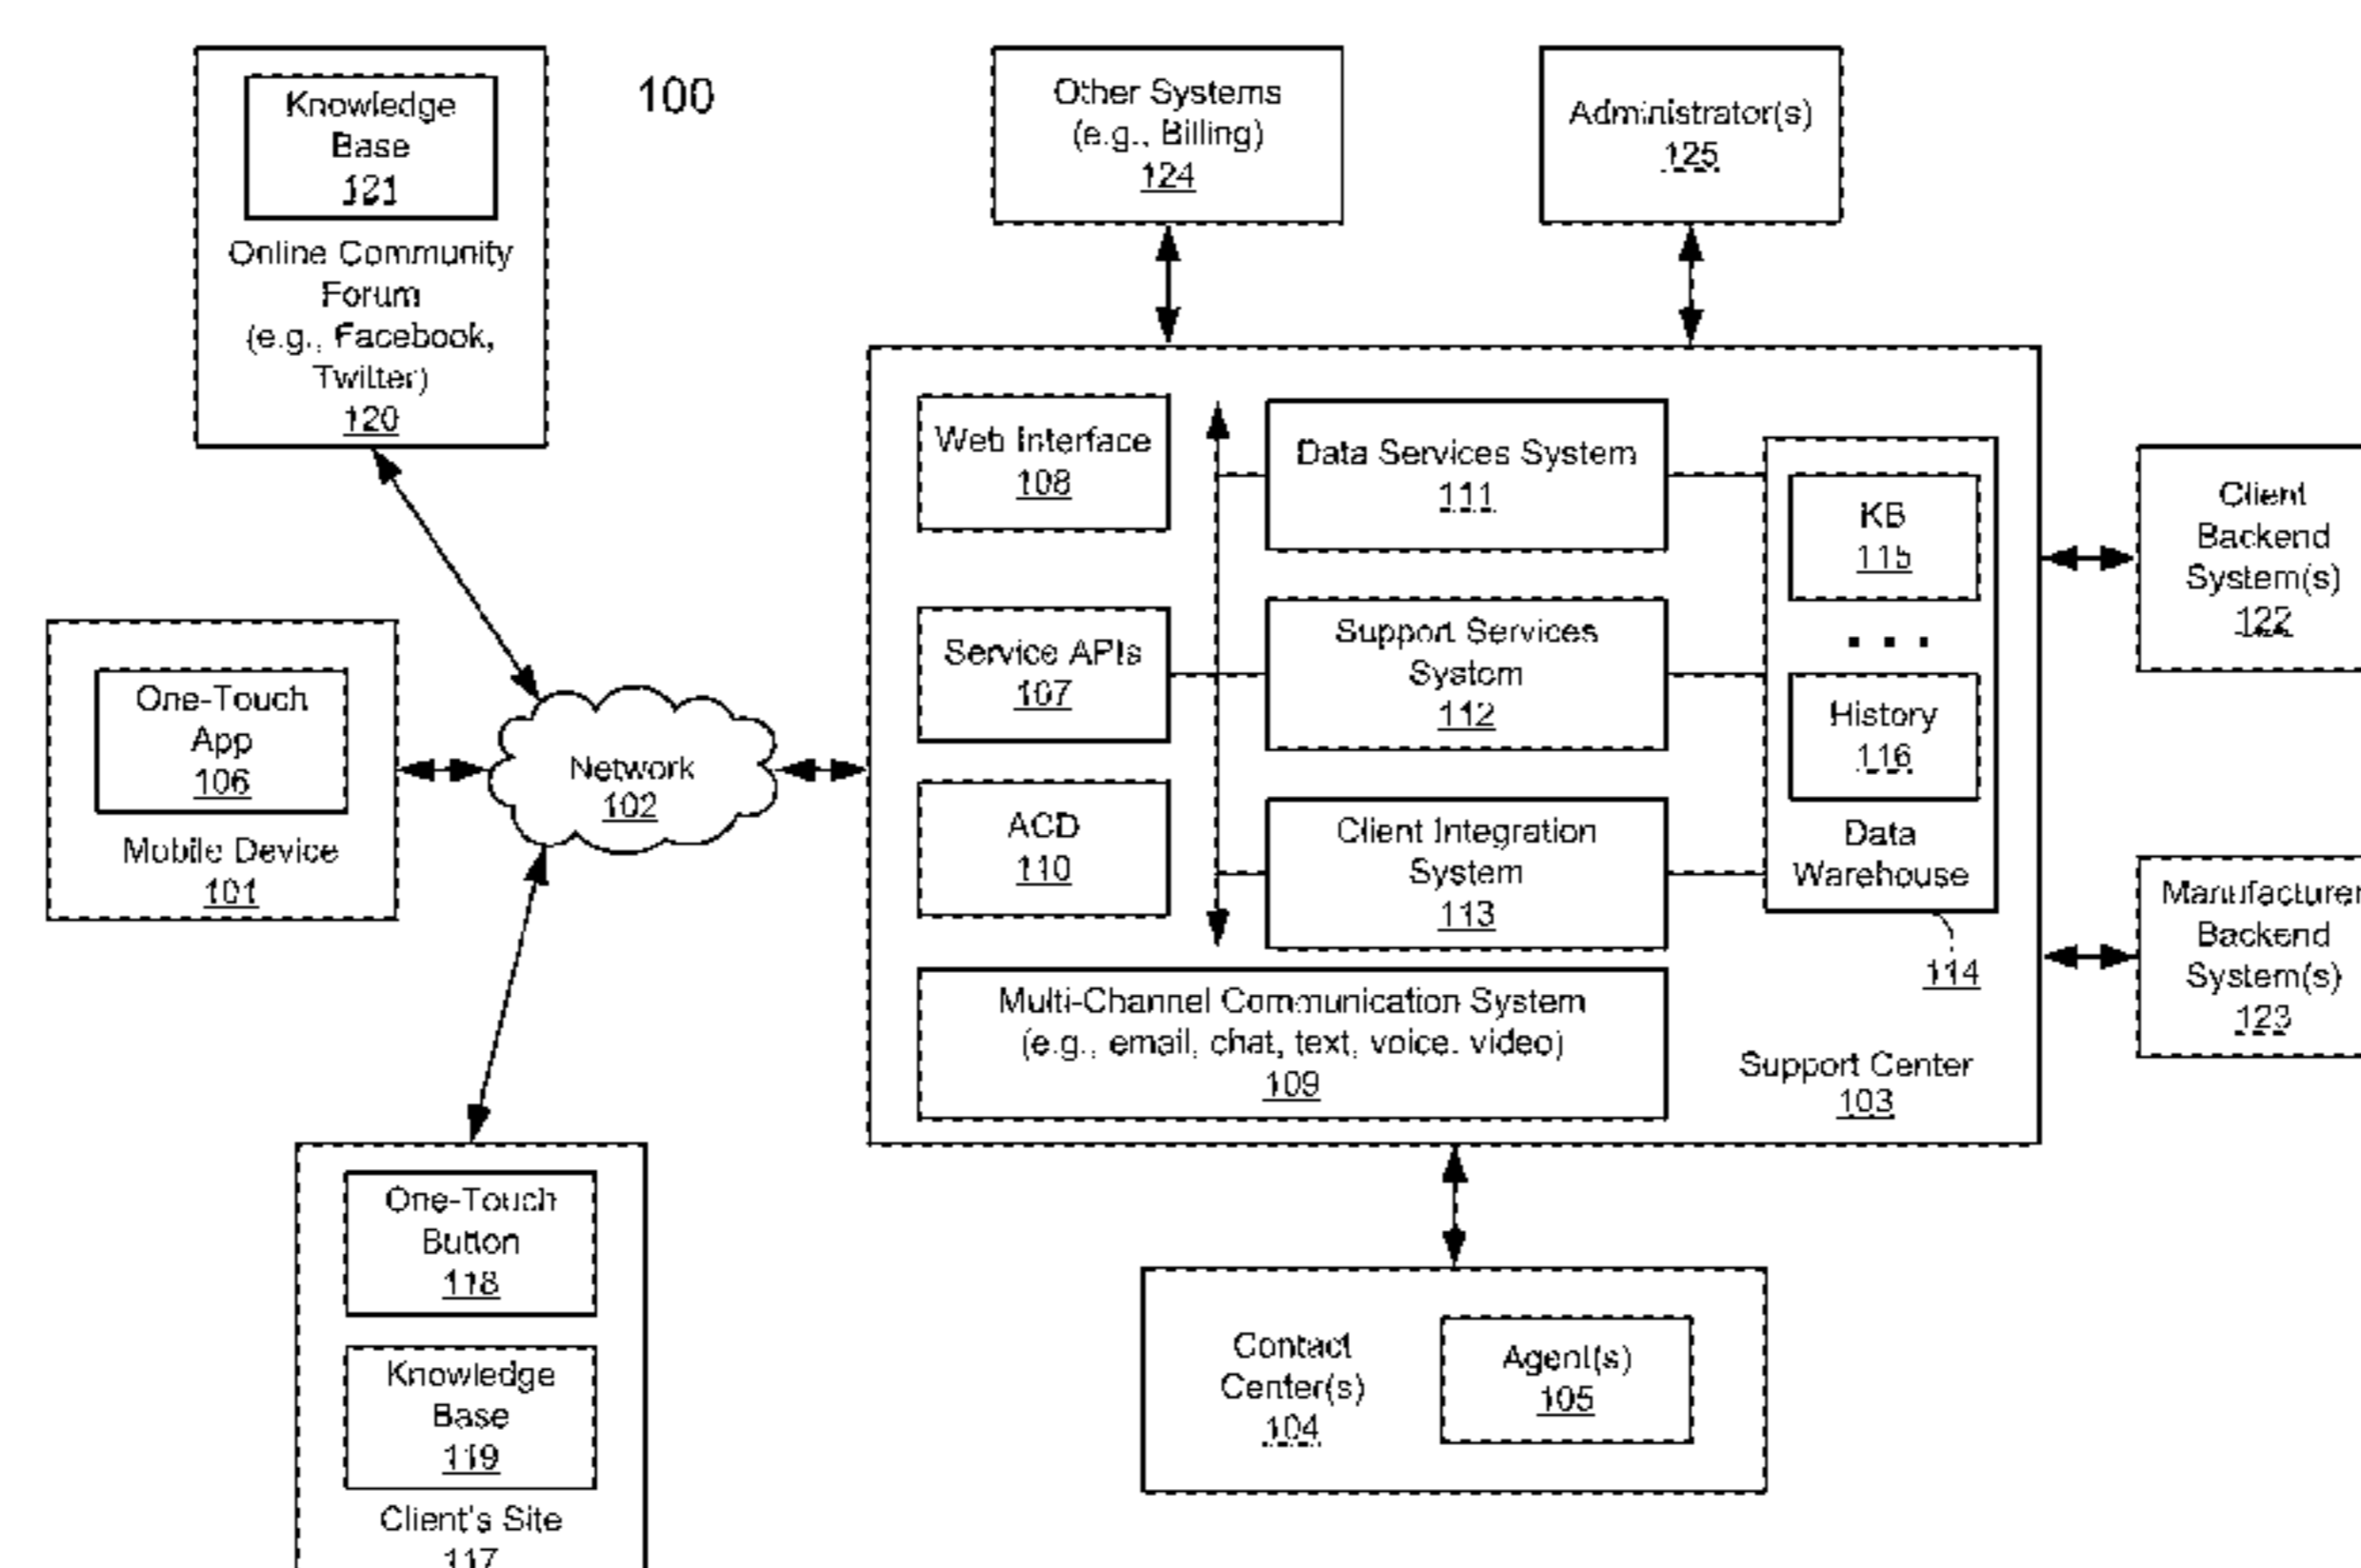 100
Knowledge
Base
121
Online Community
Forum
(e.g., Facebook,
Twitter)
120
Other Systems
(e.g., Billing)
124
Administrator(s)
125
One-Touch
App
106
Mobile Device
101
Network
102
Web Interface
108
Service APIs
107
ACD
110
Data Services System
111
Support Services
System
112
Client Integration
System
113
KB
115
. . .
History
116
Data
Warehouse
114
Multi-Channel Communication System
(e.g., email, chat, text, voice, video)
109
Support Center
103
Client
Backend
System(s)
122
Manufacturer
Backend
System(s)
123
One-Touch
Button
118
Knowledge
Base
119
Client's Site
117
Contact
Center(s)
104
Agent(s)
105